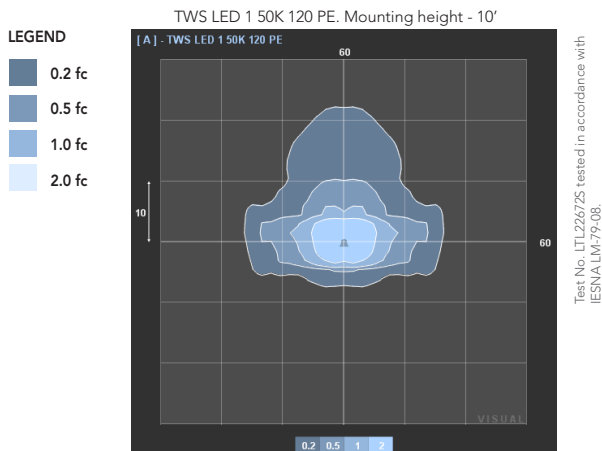 TWS LED 1 50K 120 PE. Mounting height - 10’
LEGEND
0.2 fc
0.5 fc
1.0 fc
2.0 fc
[ A ] - TWS LED 1 50K 120 PE
60
10
60
A
VISUAL
0.2 0.5 1 2
Test No. LTL22672S tested in accordance with
IESNA LM-79-08.